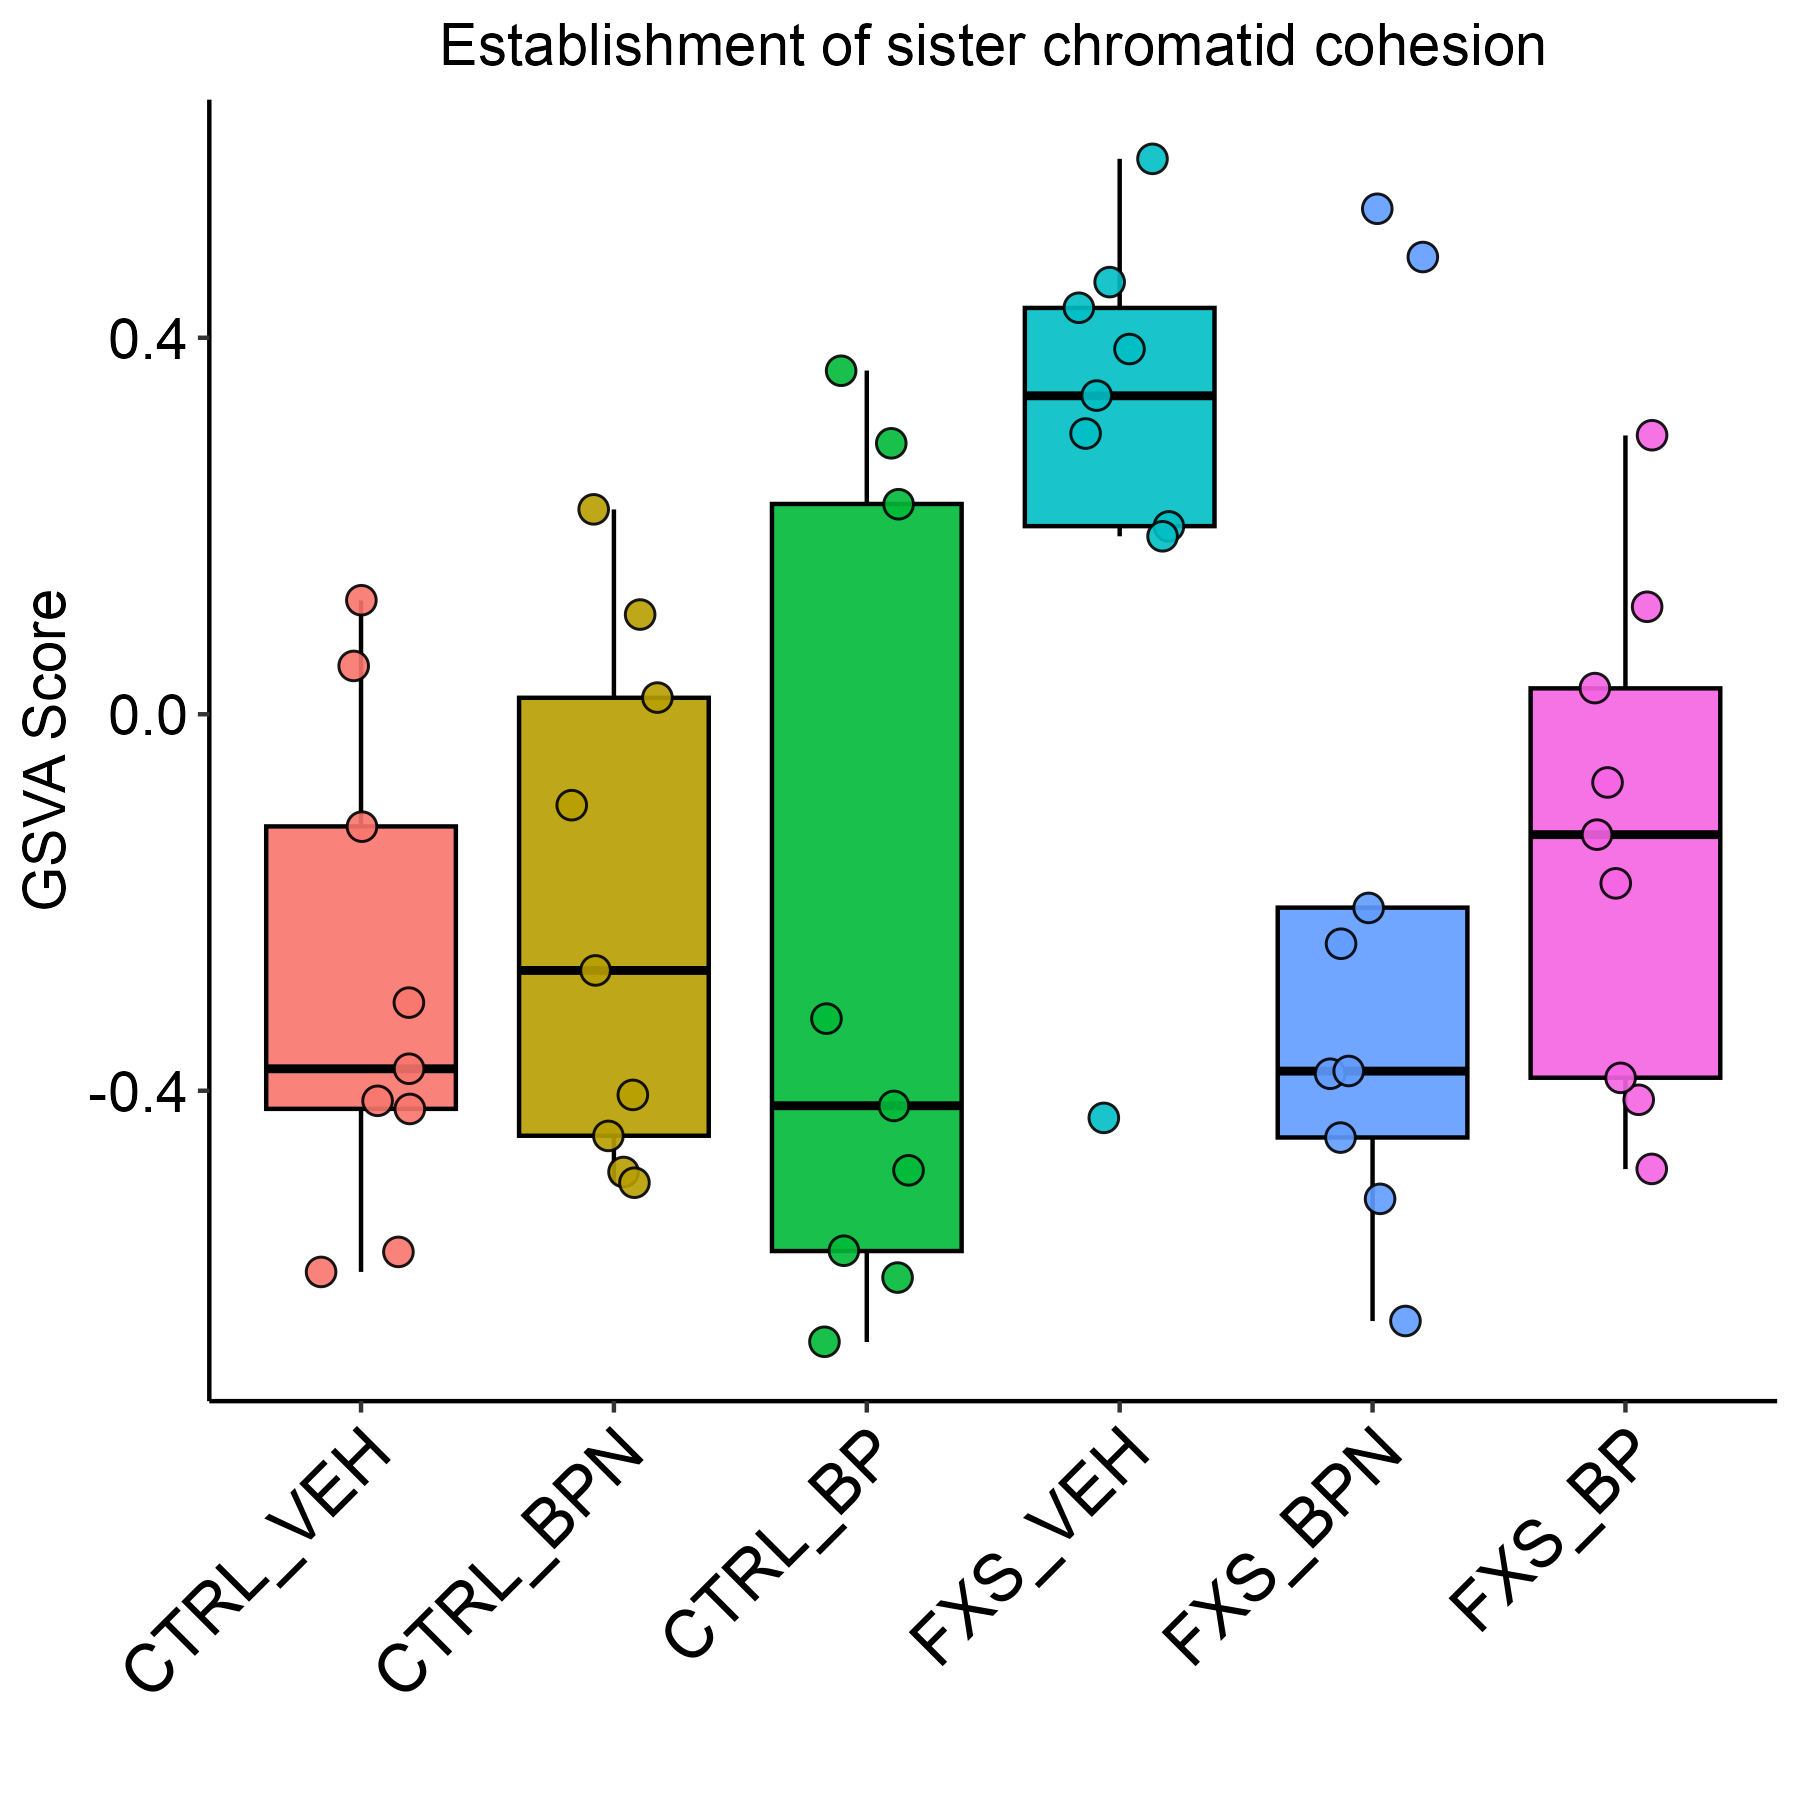 Establishment of sister chromatid cohesion
GSVA Score
0.4
0.0
-0.4
CTRL_VEH
CTRL_BPN
CTRL_BP
FXS_VEH
FXS_BPN
FXS_BP